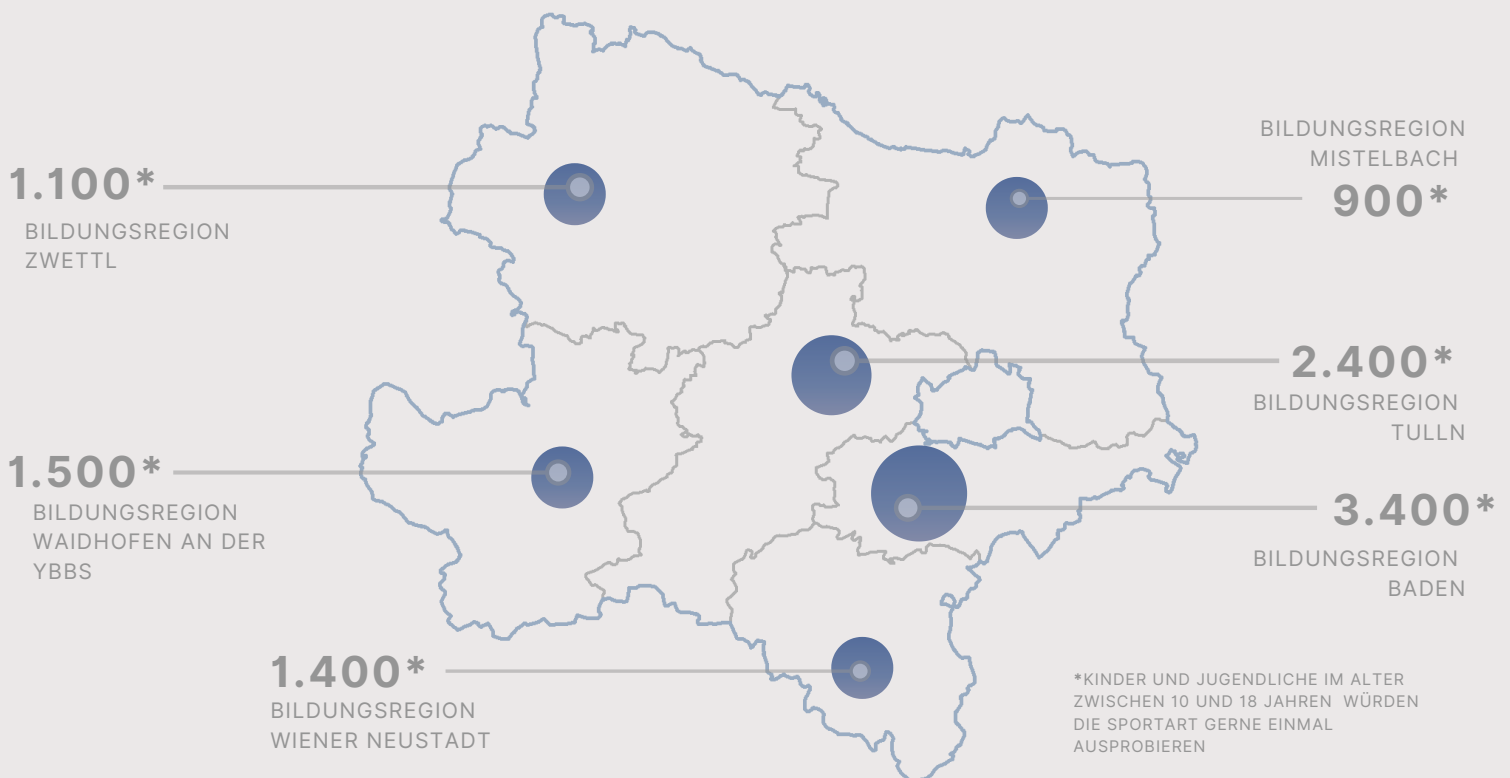 1.100*
BILDUNGSREGION
ZWETTL
BILDUNGSREGION
MISTELBACH
900*
2.400*
BILDUNGSREGION
TULLN
1.500*
BILDUNGSREGION
WAIDHOFEN AN DER
YBBS
3.400*
BILDUNGSREGION
BADEN
1.400*
BILDUNGSREGION
WIENER NEUSTADT
*KINDER UND JUGENDLICHE IM ALTER
ZWISCHEN 10 UND 18 JAHREN WÜRDEN
DIE SPORTART GERNE EINMAL
AUSPROBIEREN